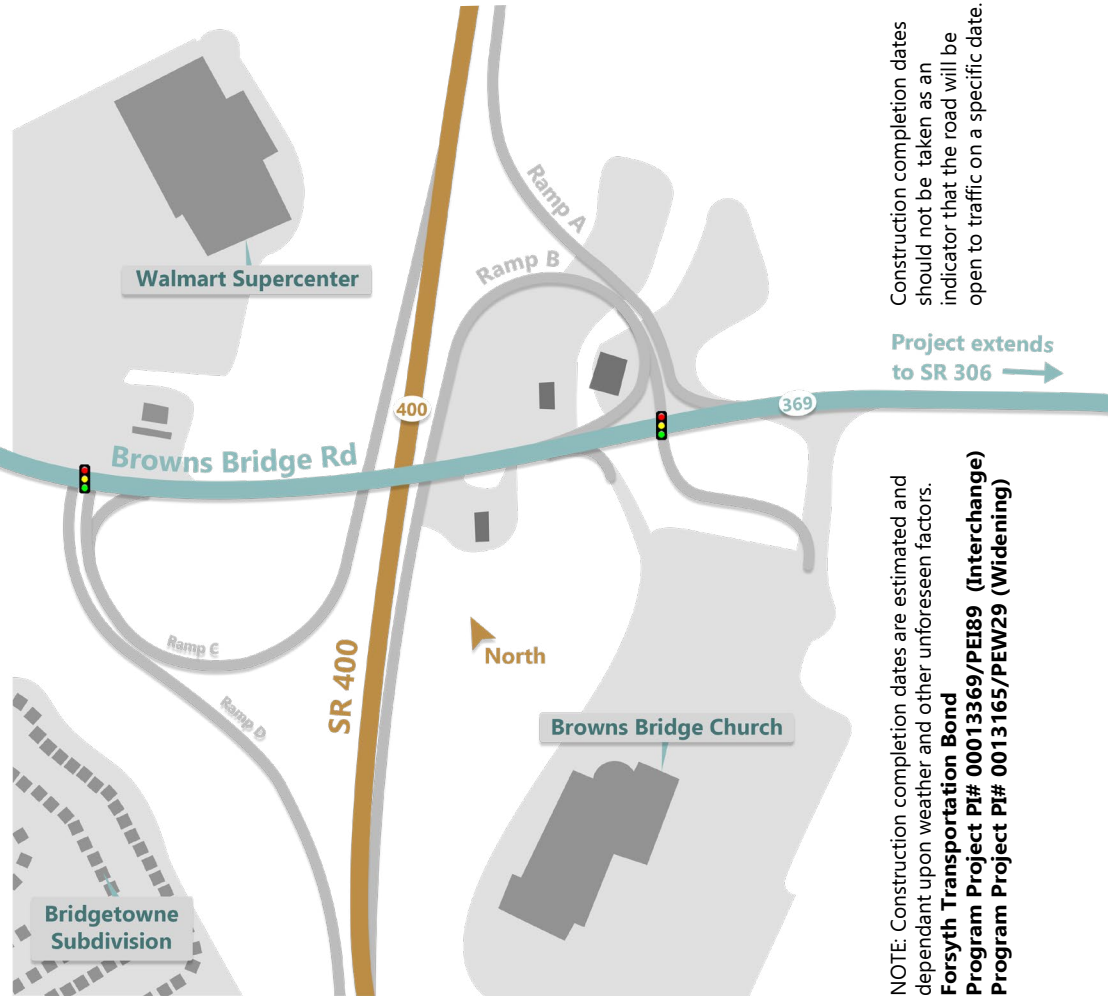 Construction completion dates
should not be taken as an
indicator that the road will be
open to traffic on a specific date.
Ramp A
Ramp B
Walmart Supercenter
Project extends
to SR 306
400
369
Browns Bridge Rd
Ramp C
North
SR 400
Ramp D
Browns Bridge Church
Bridgetowne
Subdivision
NOTE: Construction completion dates are estimated and
dependant upon weather and other unforeseen factors.
Forsyth Transportation Bond
Program Project PI# 00013369/PEI89 (Interchange)
Program Project PI# 0013165/PEW29 (Widening)